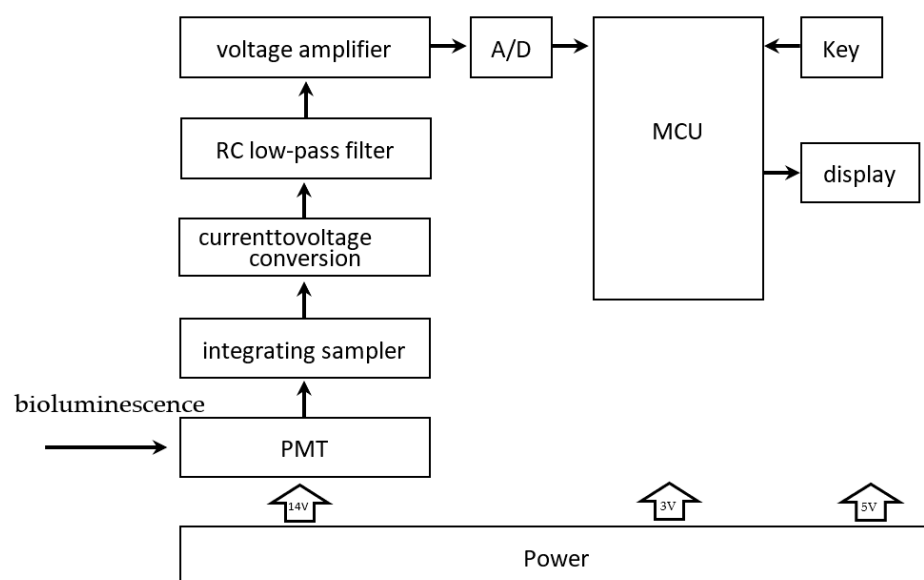 voltage amplifier
A/D
MCU
Key
display
RC low-pass filter
currenttovoltage
conversion
integrating sampler
bioluminescence
PMT
14V
3V
5V
Power